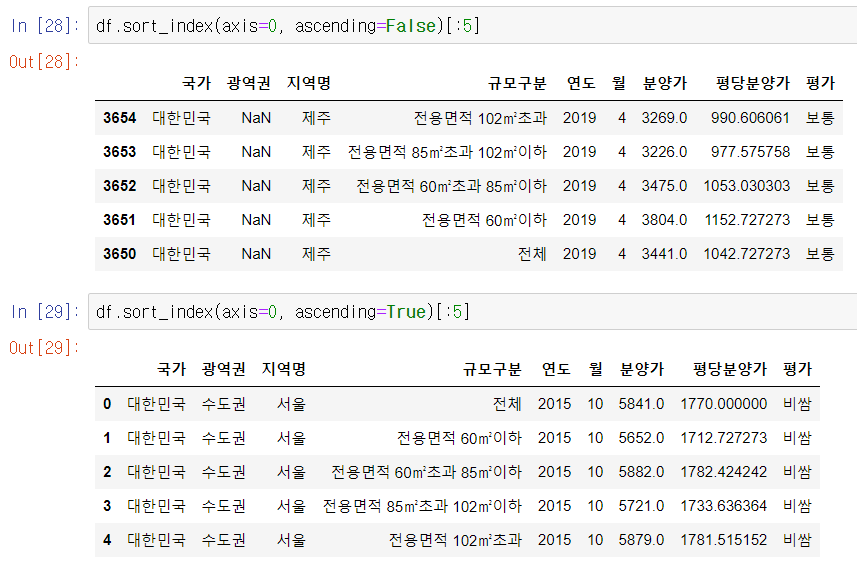 In [28]: df.sort_index(axis=0, ascending=False)[:5]
Out[28]:
국가 광역권 지역명 규모구분 연도 월 분양가 평당분양가 평가
3654 대한민국 NaN 제주 전용면적 102㎡초과 2019 4 3269.0 990.606061 보통
3653 대한민국 NaN 제주 전용면적 85㎡초과 102㎡이하 2019 4 3226.0 977.575758 보통
3652 대한민국 NaN 제주 전용면적 60㎡초과 85㎡이하 2019 4 3475.0 1053.030303 보통
3651 대한민국 NaN 제주 전용면적 60㎡이하 2019 4 3804.0 1152.727273 보통
3650 대한민국 NaN 제주 전체 2019 4 3441.0 1042.727273 보통
In [29]: df.sort_index(axis=0, ascending=True)[:5]
Out[29]:
국가 광역권 지역명 규모구분 연도 월 분양가 평당분양가 평가
0 대한민국 수도권 서울 전체 2015 10 5841.0 1770.000000 비쌈
1 대한민국 수도권 서울 전용면적 60㎡이하 2015 10 5652.0 1712.727273 비쌈
2 대한민국 수도권 서울 전용면적 60㎡초과 85㎡이하 2015 10 5882.0 1782.424242 비쌈
3 대한민국 수도권 서울 전용면적 85㎡초과 102㎡이하 2015 10 5721.0 1733.636364 비쌈
4 대한민국 수도권 서울 전용면적 102㎡초과 2015 10 5879.0 1781.515152 비쌈